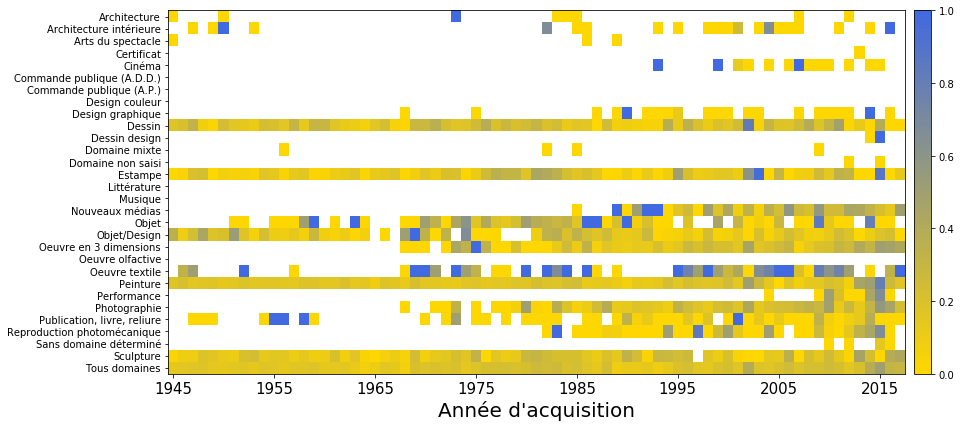 Architecture
Architecture intérieure
Arts du spectacle
Certificat
Cinéma
Commande publique (A.D.D.)
Commande publique (A.P.)
Design couleur
Design graphique
Dessin
Dessin design
Domaine mixte
Domaine non saisi
Estampe
Littérature
Musique
Nouveaux médias
Objet
Objet/Design
Oeuvre en 3 dimensions
Oeuvre olfactive
Oeuvre textile
Peinture
Performance
Photographie
Publication, livre, reliure
Reproduction photomécanique
Sans domaine déterminé
Sculpture
Tous domaines
1945 1955 1965 1975 1985 1995 2005 2015
Année d'acquisition
1.0
0.8
0.6
0.4
0.2
0.0